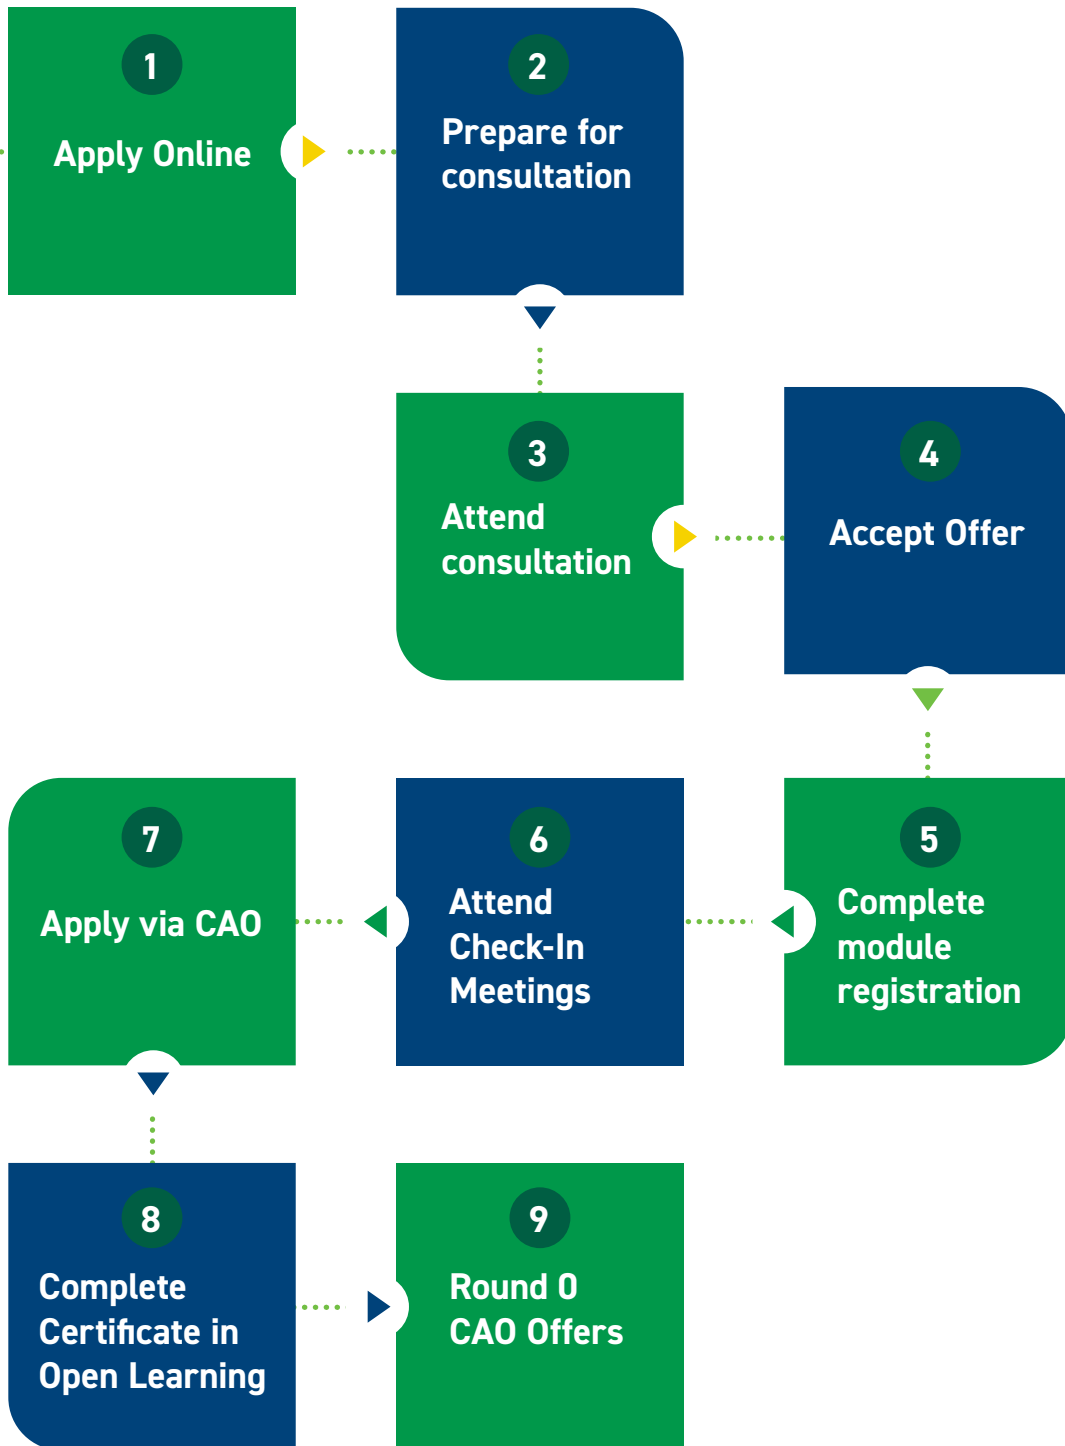 1
Apply Online
2
Prepare for
consultation
3
Attend
consultation
4
Accept Offer
5
Complete
module
registration
6
Attend
Check-In
Meetings
7
Apply via CAO
8
Complete
Certificate in
Open Learning
9
Round 0
CAO Offers